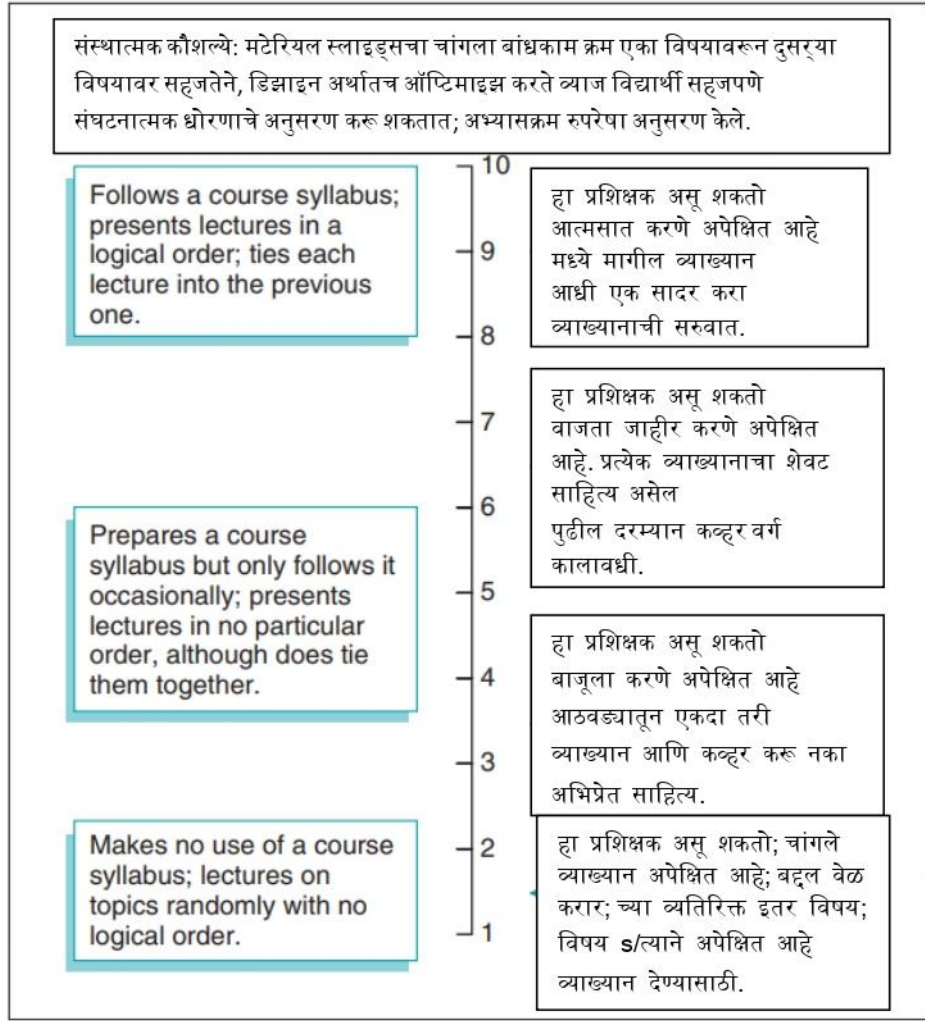 संस्थात्मक कौशल्ये: मटेरियल स्लाइड्सचा चांगला बांधकाम क्रम एका विषयावरून दुसऱ्या
विषयावर सहजतेने, डिझाइन अर्थातच ऑप्टिमाइझ करते व्याज विद्यार्थी सहजपणे
संघटनात्मक धोरणाचे अनुसरण करू शकतात; अभ्यासक्रम रुपरेषा अनुसरण केले.
10
Follows a course syllabus;
presents lectures in a
logical order; ties each
lecture into the previous
one.
9
8
हा प्रशिक्षक असू शकतो
आत्मसात करणे अपेक्षित आहे
मध्ये मागील व्याख्यान
आधी एक सादर करा
व्याख्यानाची सरुवात.
7
हा प्रशिक्षक असू शकतो
वाजता जाहीर करणे अपेक्षित
आहे. प्रत्येक व्याख्यानाचा शेवट
साहित्य असेल
पुढील दरम्यान कव्हर वर्ग
कालावधी.
6
Prepares a course
syllabus but only follows it
occasionally; presents
lectures in no particular
order, although does tie
them together.
5
4
हा प्रशिक्षक असू शकतो
बाजूला करणे अपेक्षित आहे
आठवड्यातून एकदा तरी
व्याख्यान आणि कव्हर करू नका
अभिप्रेत साहित्य.
3
Makes no use of a course
syllabus; lectures on
topics randomly with no
logical order.
2
1
हा प्रशिक्षक असू शकतो; चांगले
व्याख्यान अपेक्षित आहे; बद्दल वेळ
करार; च्या व्यतिरिक्त इतर विषय;
विषय s/त्याने अपेक्षित आहे
व्याख्यान देण्यासाठी.